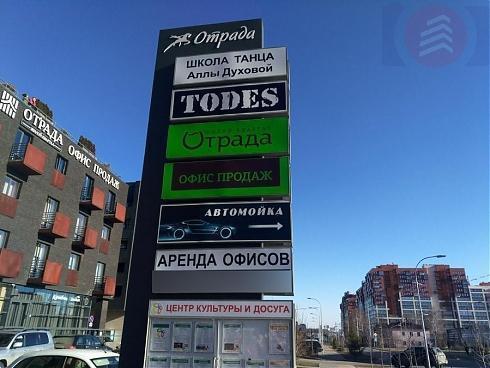 Отрада
ШКОЛА ТАНЦА
Аллы Духовой
TODES
Отрада
ОФИС ПРОДАЖ
АВТОМОЙКА
АРЕНДА ОФИСОВ
ЦЕНТР КУЛЬТУРЫ И ДОСУГА
ОТРАДА ОФИС ПРОДАЖ